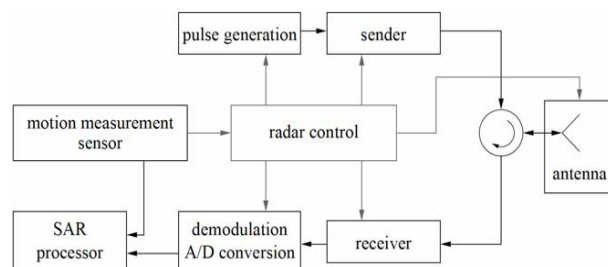 pulse generation
sender
motion measurement
sensor
radar control
antenna
SAR
processor
demodulation
A/D conversion
receiver